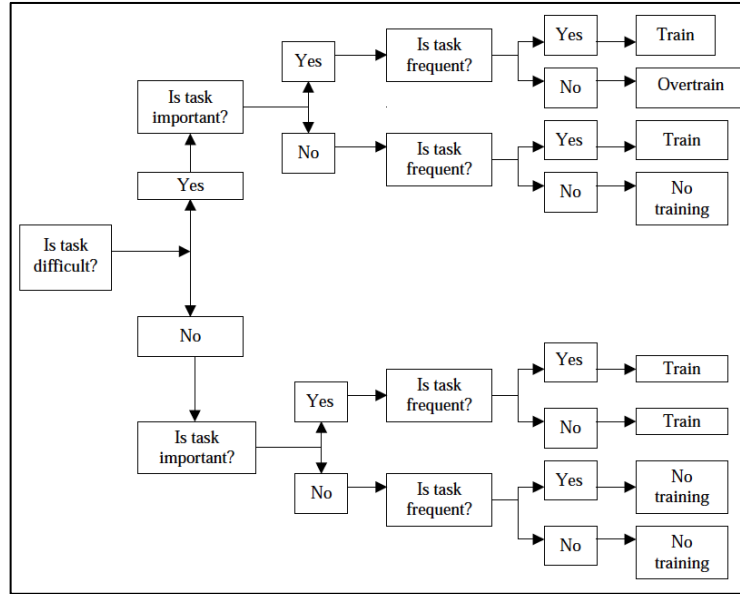 Is task
difficult?
Yes
Is task
important?
Yes
Is task
frequent?
Yes
Train
No
Overtrain
No
Is task
frequent?
Yes
Train
No
No
training
No
Is task
important?
Yes
Is task
frequent?
Yes
Train
No
Train
No
Is task
frequent?
Yes
No
training
No
No
training